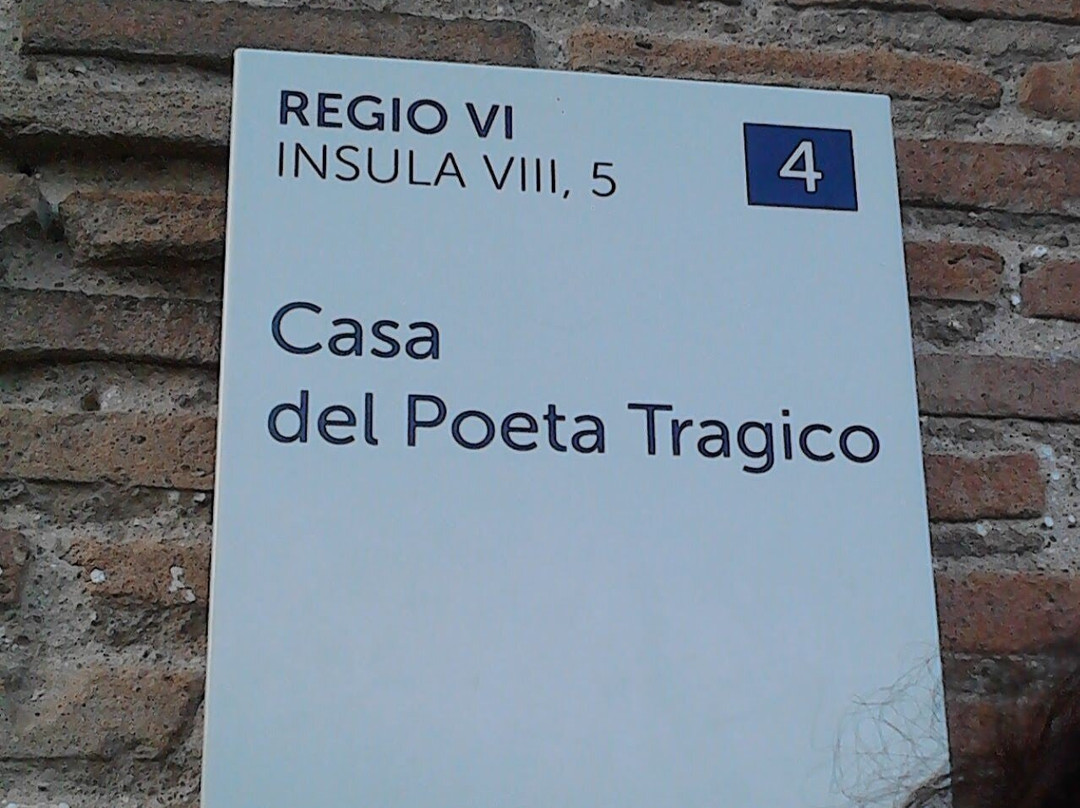 REGIO VI
INSULA VIII, 5
4
Casa
del Poeta Tragico